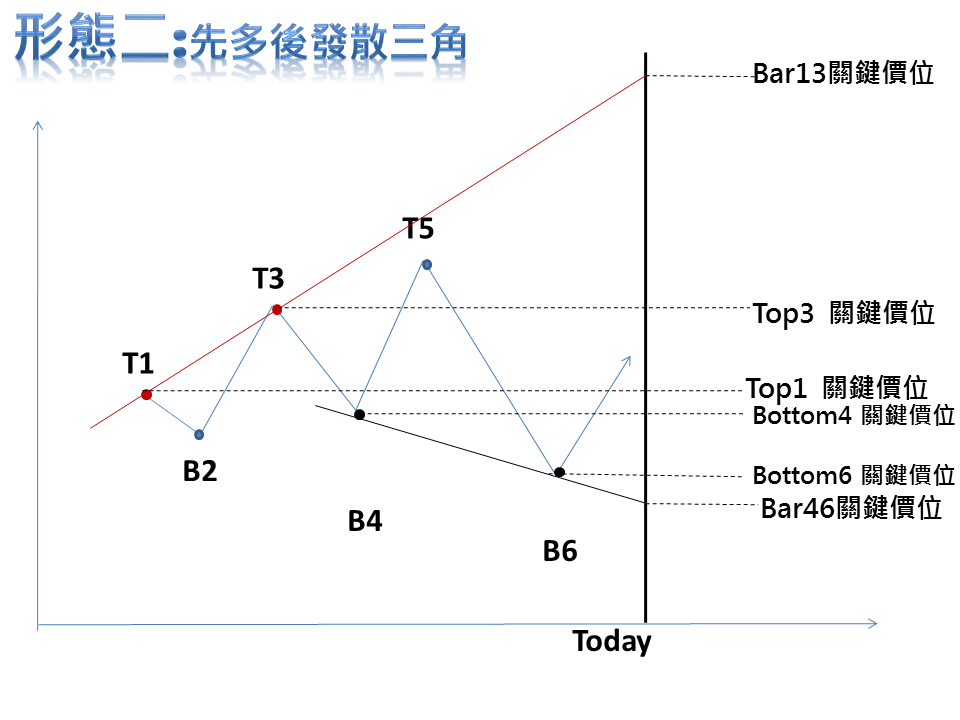 形態二:先多後發散三角
Bar13關鍵價位
T5
T3
Top3 關鍵價位
T1
Top1 關鍵價位
Bottom4 關鍵價位
B2
Bottom6 關鍵價位
Bar46關鍵價位
B4
B6
Today